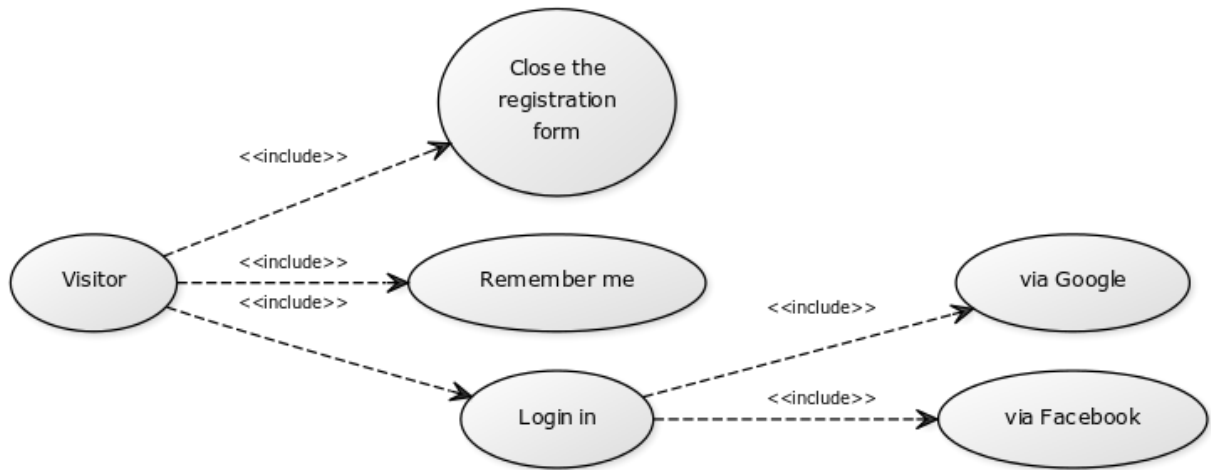 Close the
registration
form
<<include>>
Visitor
<<include>>
Remember me
<<include>>
via Google
<<include>>
Login in
<<include>>
via Facebook